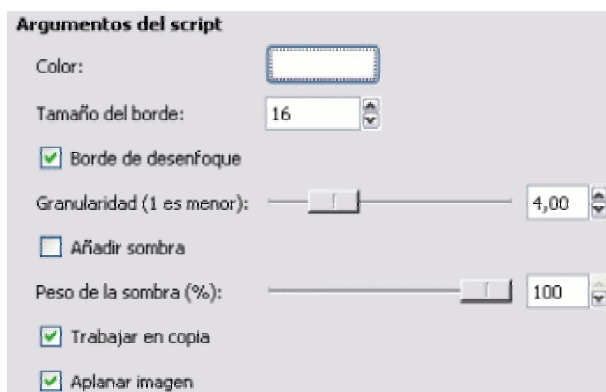 Argumentos del script
Color:
Tamaño del borde: 16
Borde de desenfoque
Granularidad (1 es menor): 4,00
Añadir sombra
Peso de la sombra (%): 100
Trabajar en copia
Aplanar imagen